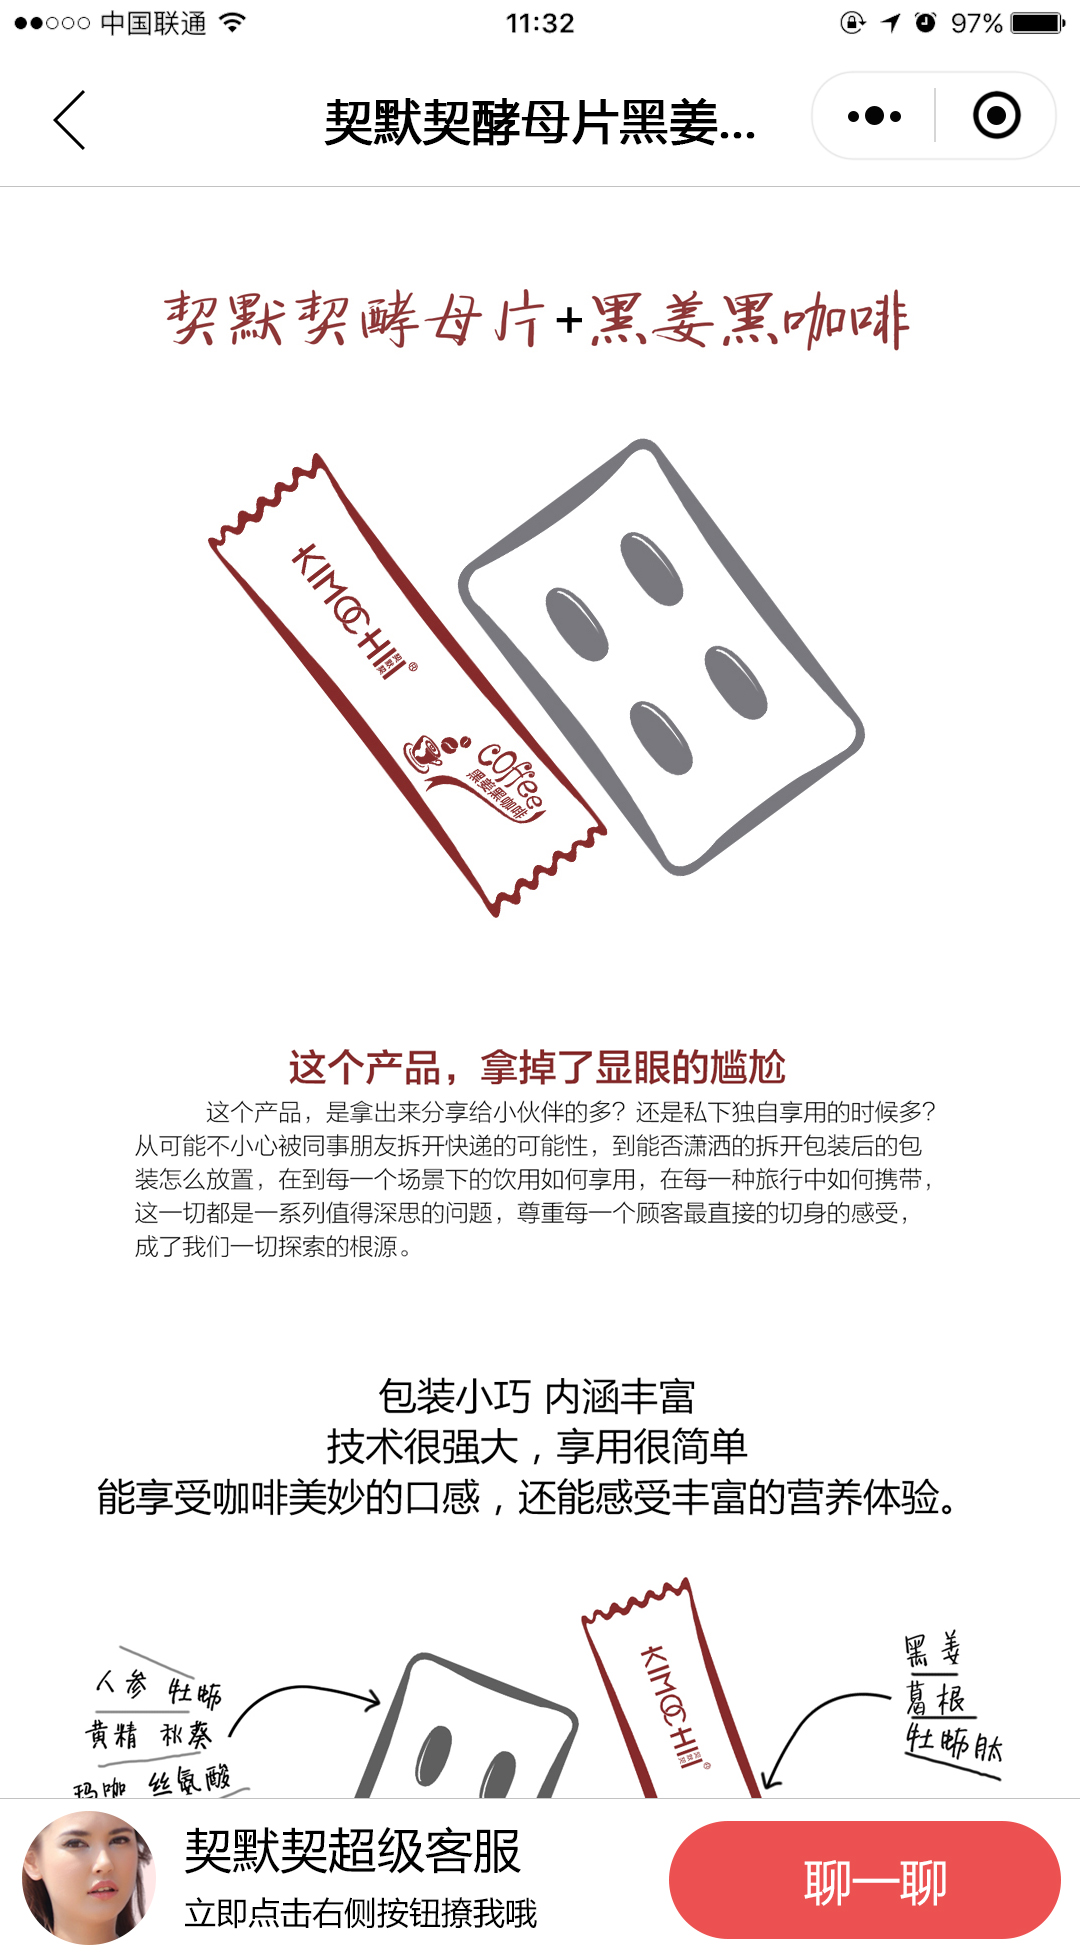 中国联通 11:32 97%
契默契酵母片黑姜...
契默契酵母片+黑姜黑咖啡
KIMOCHI 契默契®
coffee
黑姜黑咖啡
这个产品，拿掉了显眼的尴尬
这个产品，是拿出来分享给小伙伴的多？还是私下独自享用的时候多？
从可能不小心被同事朋友拆开快递的可能性，到能否潇洒的拆开包装后的包
装怎么放置，在到每一个场景下的饮用如何享用，在每一种旅行中如何携带，
这一切都是一系列值得深思的问题，尊重每一个顾客最直接的切身的感受，
成了我们一切探索的根源。
包装小巧 内涵丰富
技术很强大，享用很简单
能享受咖啡美妙的口感，还能感受丰富的营养体验。
人参 牡蛎
黄精 秋葵
玛咖 丝氨酸
KIMOCHI 契默契®
黑姜
葛根
牡蛎肽
契默契超级客服
立即点击右侧按钮撩我哦
聊一聊